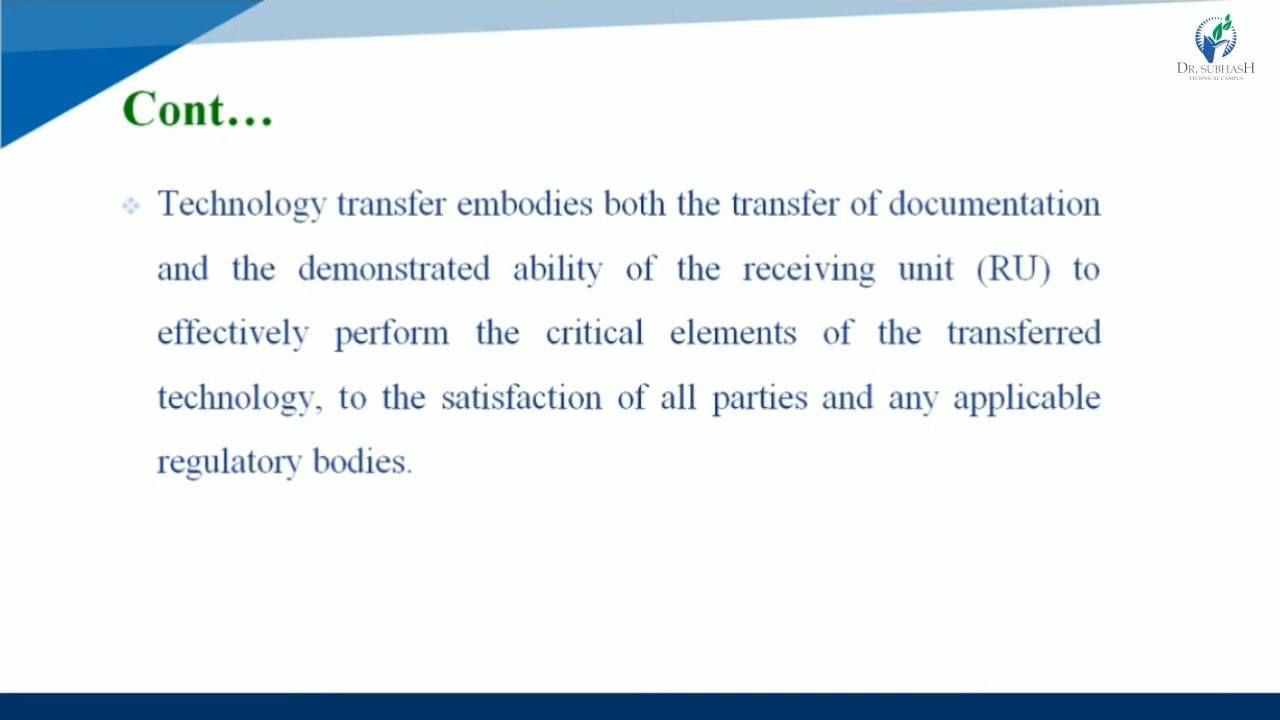 DR. SUBHASH
TECHNICAL CAMPUS
Cont...
Technology transfer embodies both the transfer of documentation
and the demonstrated ability of the receiving unit (RU) to
effectively perform the critical elements of the transferred
technology, to the satisfaction of all parties and any applicable
regulatory bodies.